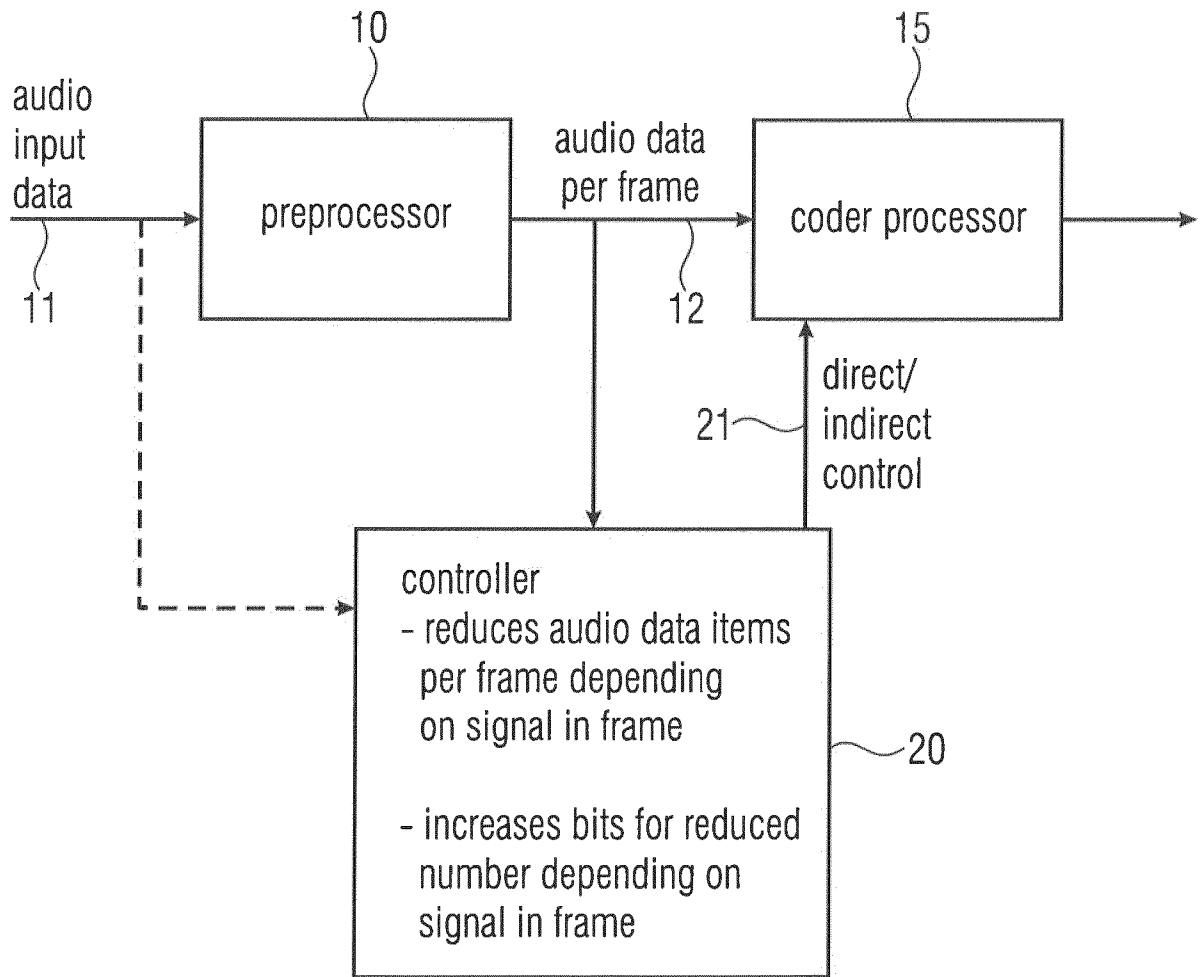 10
15
audio
input
data
audio data
per frame
preprocessor
coder processor
11
12
direct/
indirect
control
21
controller
- reduces audio data items
per frame depending
on signal in frame
20
- increases bits for reduced
number depending on
signal in frame